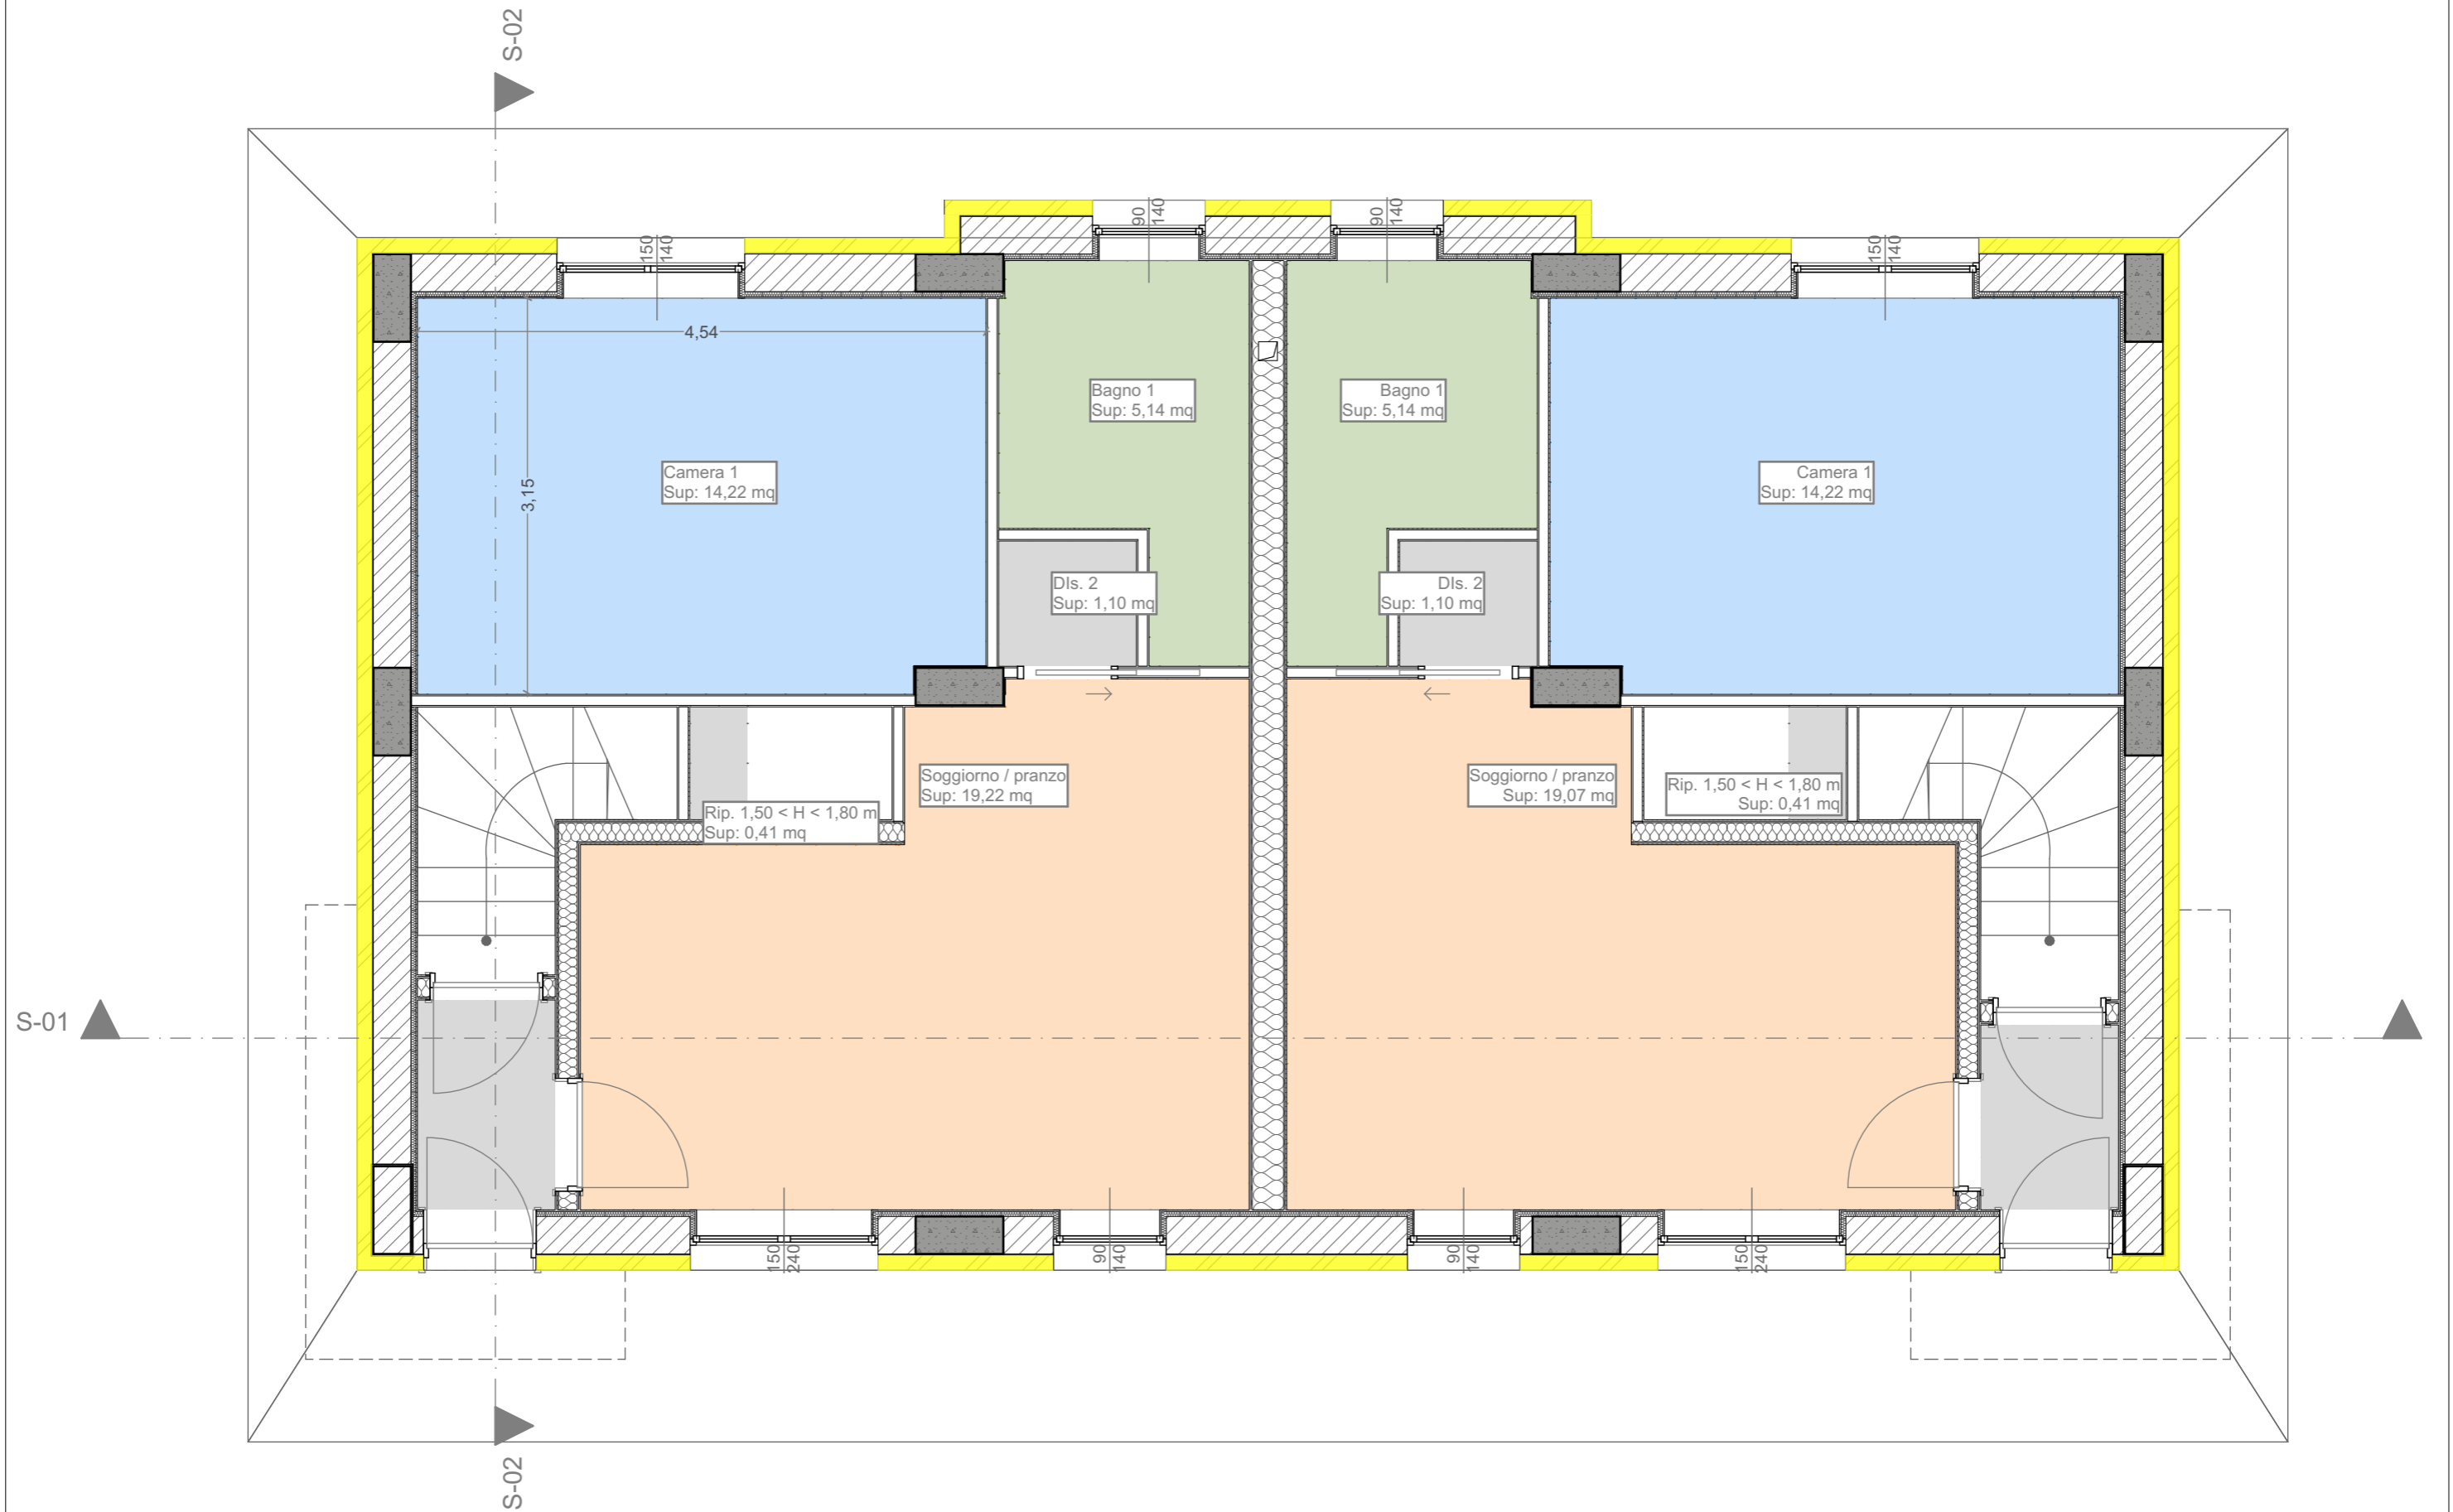 S-02
90
140
90
140
150
140
150
140
4,54
3,15
Bagno 1
Sup: 5,14 mq
Bagno 1
Sup: 5,14 mq
Camera 1
Sup: 14,22 mq
Camera 1
Sup: 14,22 mq
DIs. 2
Sup: 1,10 mq
DIs. 2
Sup: 1,10 mq
Soggiorno / pranzo
Sup: 19,22 mq
Soggiorno / pranzo
Sup: 19,07 mq
Rip. 1,50 < H < 1,80 m
Sup: 0,41 mq
Rip. 1,50 < H < 1,80 m
Sup: 0,41 mq
S-01
150
240
90
140
90
140
150
240
S-02